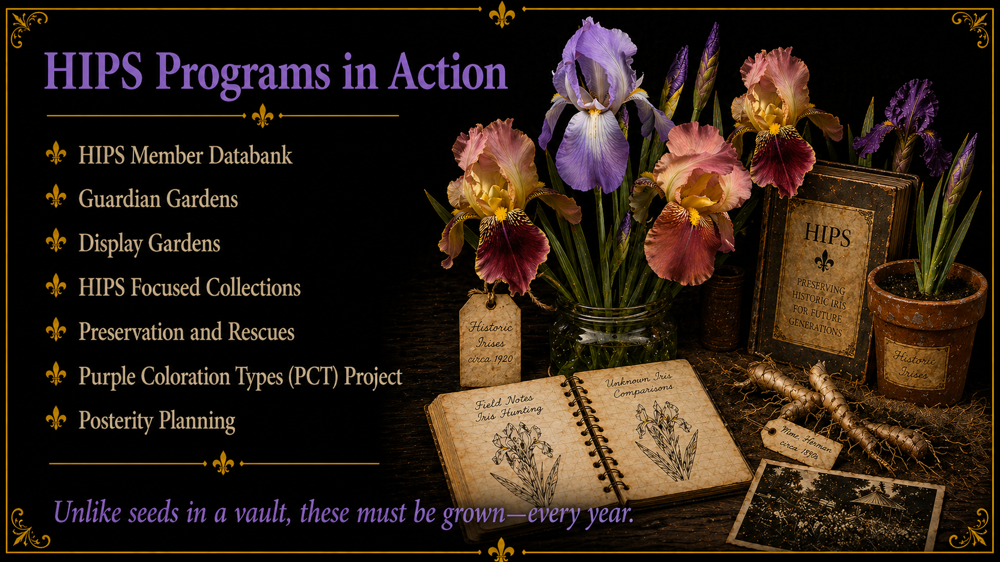 HIPS Programs in Action
HIPS Member Databank
Guardian Gardens
Display Gardens
HIPS Focused Collections
Preservation and Rescues
Purple Coloration Types (PCT) Project
Posterity Planning
Unlike seeds in a vault, these must be grown—every year.
Historic
Irises
circa 1920
Field Notes
Iris Hunting
Unknown Iris
Comparisons
HIPS
PRESERVING
HISTORIC IRIS
FOR FUTURE
GENERATIONS
Historic
Irises
Mme. Herman
circa 1890s